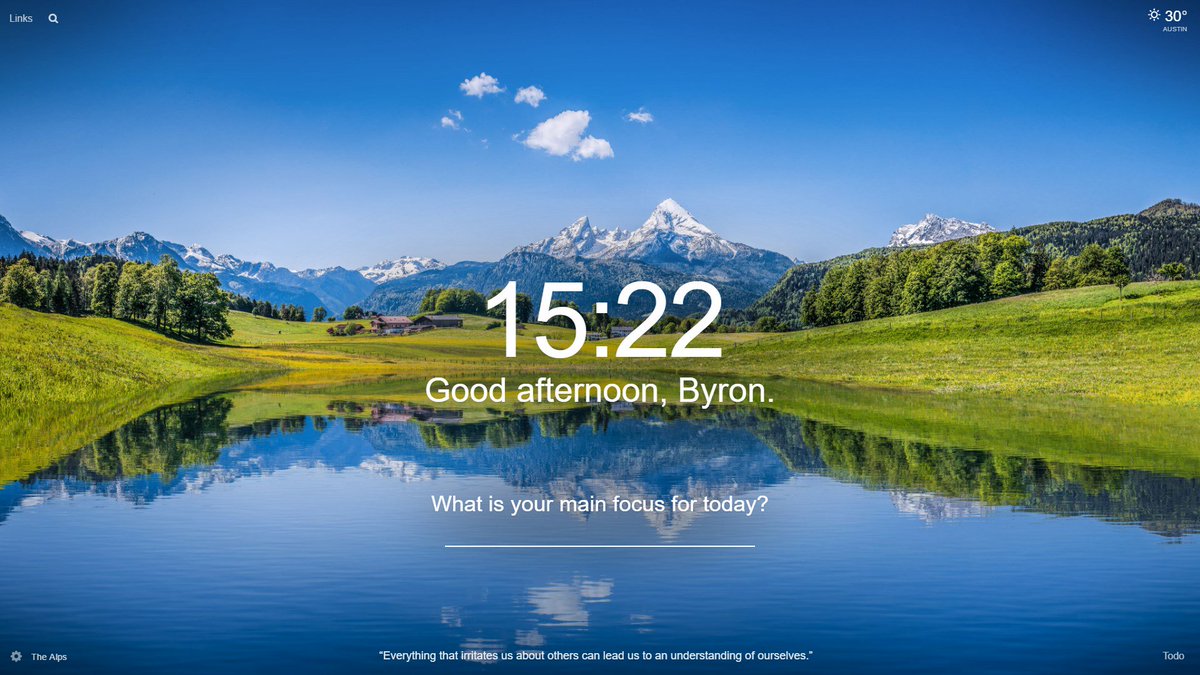 Links
30°
AUSTIN
15:22
Good afternoon, Byron.
What is your main focus for today?
The Alps
“Everything that irritates us about others can lead us to an understanding of ourselves.”
Todo